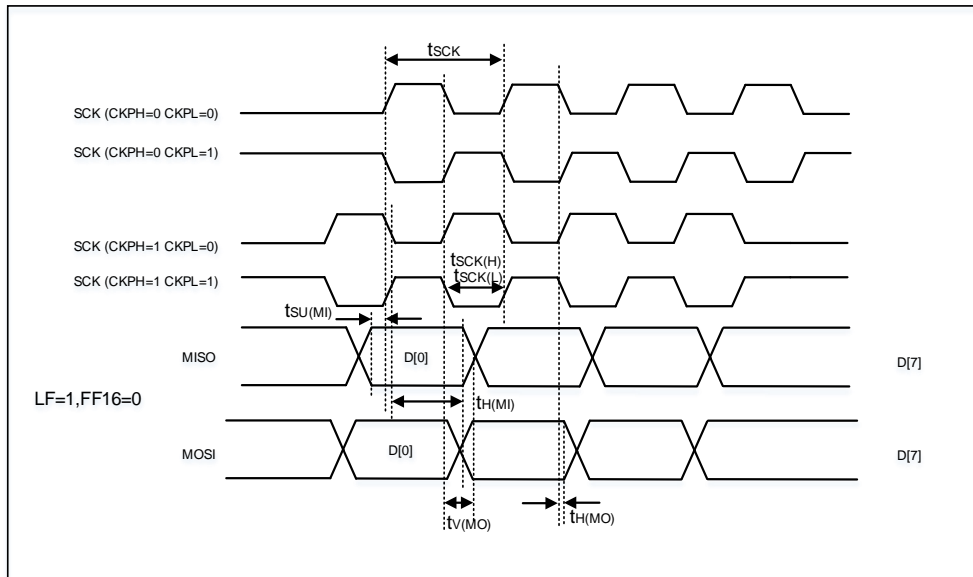 tSCK
SCK (CKPH=0 CKPL=0)
SCK (CKPH=0 CKPL=1)
SCK (CKPH=1 CKPL=0)
tSCK(H)
tSCK(L)
SCK (CKPH=1 CKPL=1)
tSU(MI)
MISO
D[0]
D[7]
LF=1,FF16=0
tH(MI)
MOSI
D[0]
D[7]
tV(MO)
tH(MO)